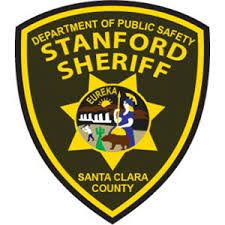 DEPARTMENT OF PUBLIC SAFETY
STANFORD
SHERIFF
EUREKA
SANTA CLARA
COUNTY